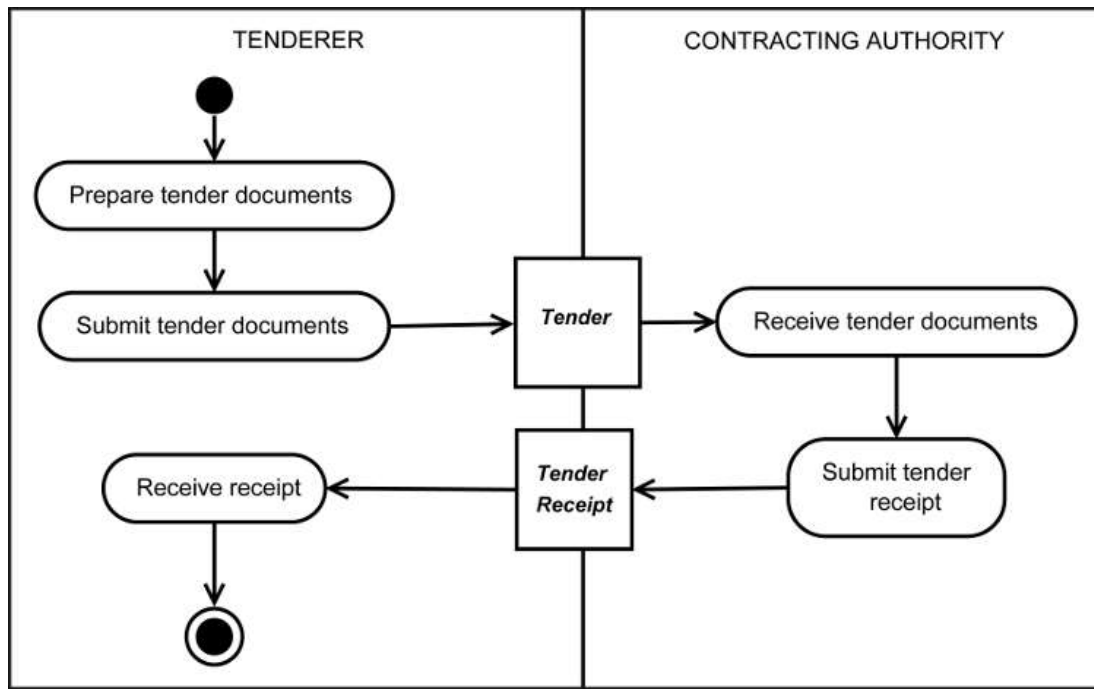 TENDERER
CONTRACTING AUTHORITY
Prepare tender documents
Submit tender documents
Tender
Receive tender documents
Receive receipt
Tender
Receipt
Submit tender
receipt